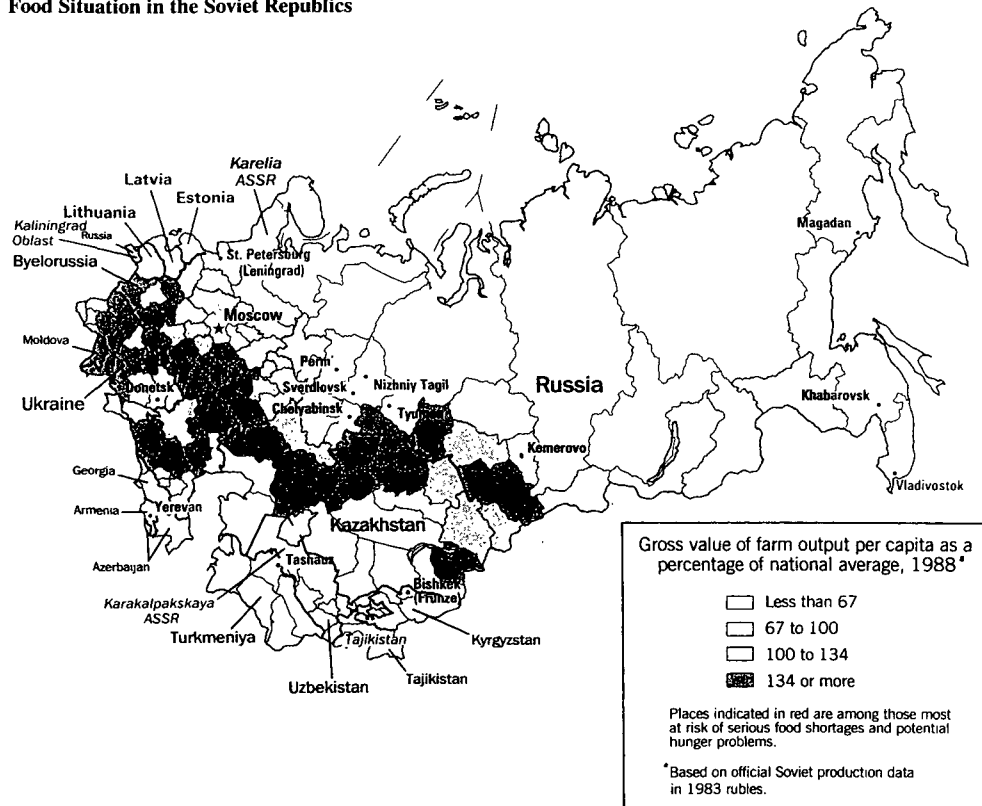 Food Situation in the Soviet Republics
Karelia
ASSR
Latvia
Estonia
Lithuania
Kaliningrad
Oblast
Russia
Byelorussia
St. Petersburg
(Leningrad)
Magadan
Moscow
Moldova
Perm
Sverdlovsk
Nizhniy Tagil
Russia
Donetsk
Ukraine
Chelyabinsk
Khabarovsk
Kemerovo
Georgia
Vladivostok
Armenia
Yerevan
Kazakhstan
Azerbaijan
Tashauz
Bishkek
(Frunze)
Karakalpakskaya
ASSR
Turkmeniya
Tajikistan
Kyrgyzstan
Uzbekistan
Tajikistan
Gross value of farm output per capita as a
percentage of national average, 1988*
Less than 67
67 to 100
100 to 134
134 or more
Places indicated in red are among those most
at risk of serious food shortages and potential
hunger problems.
*Based on official Soviet production data
in 1983 rubles.